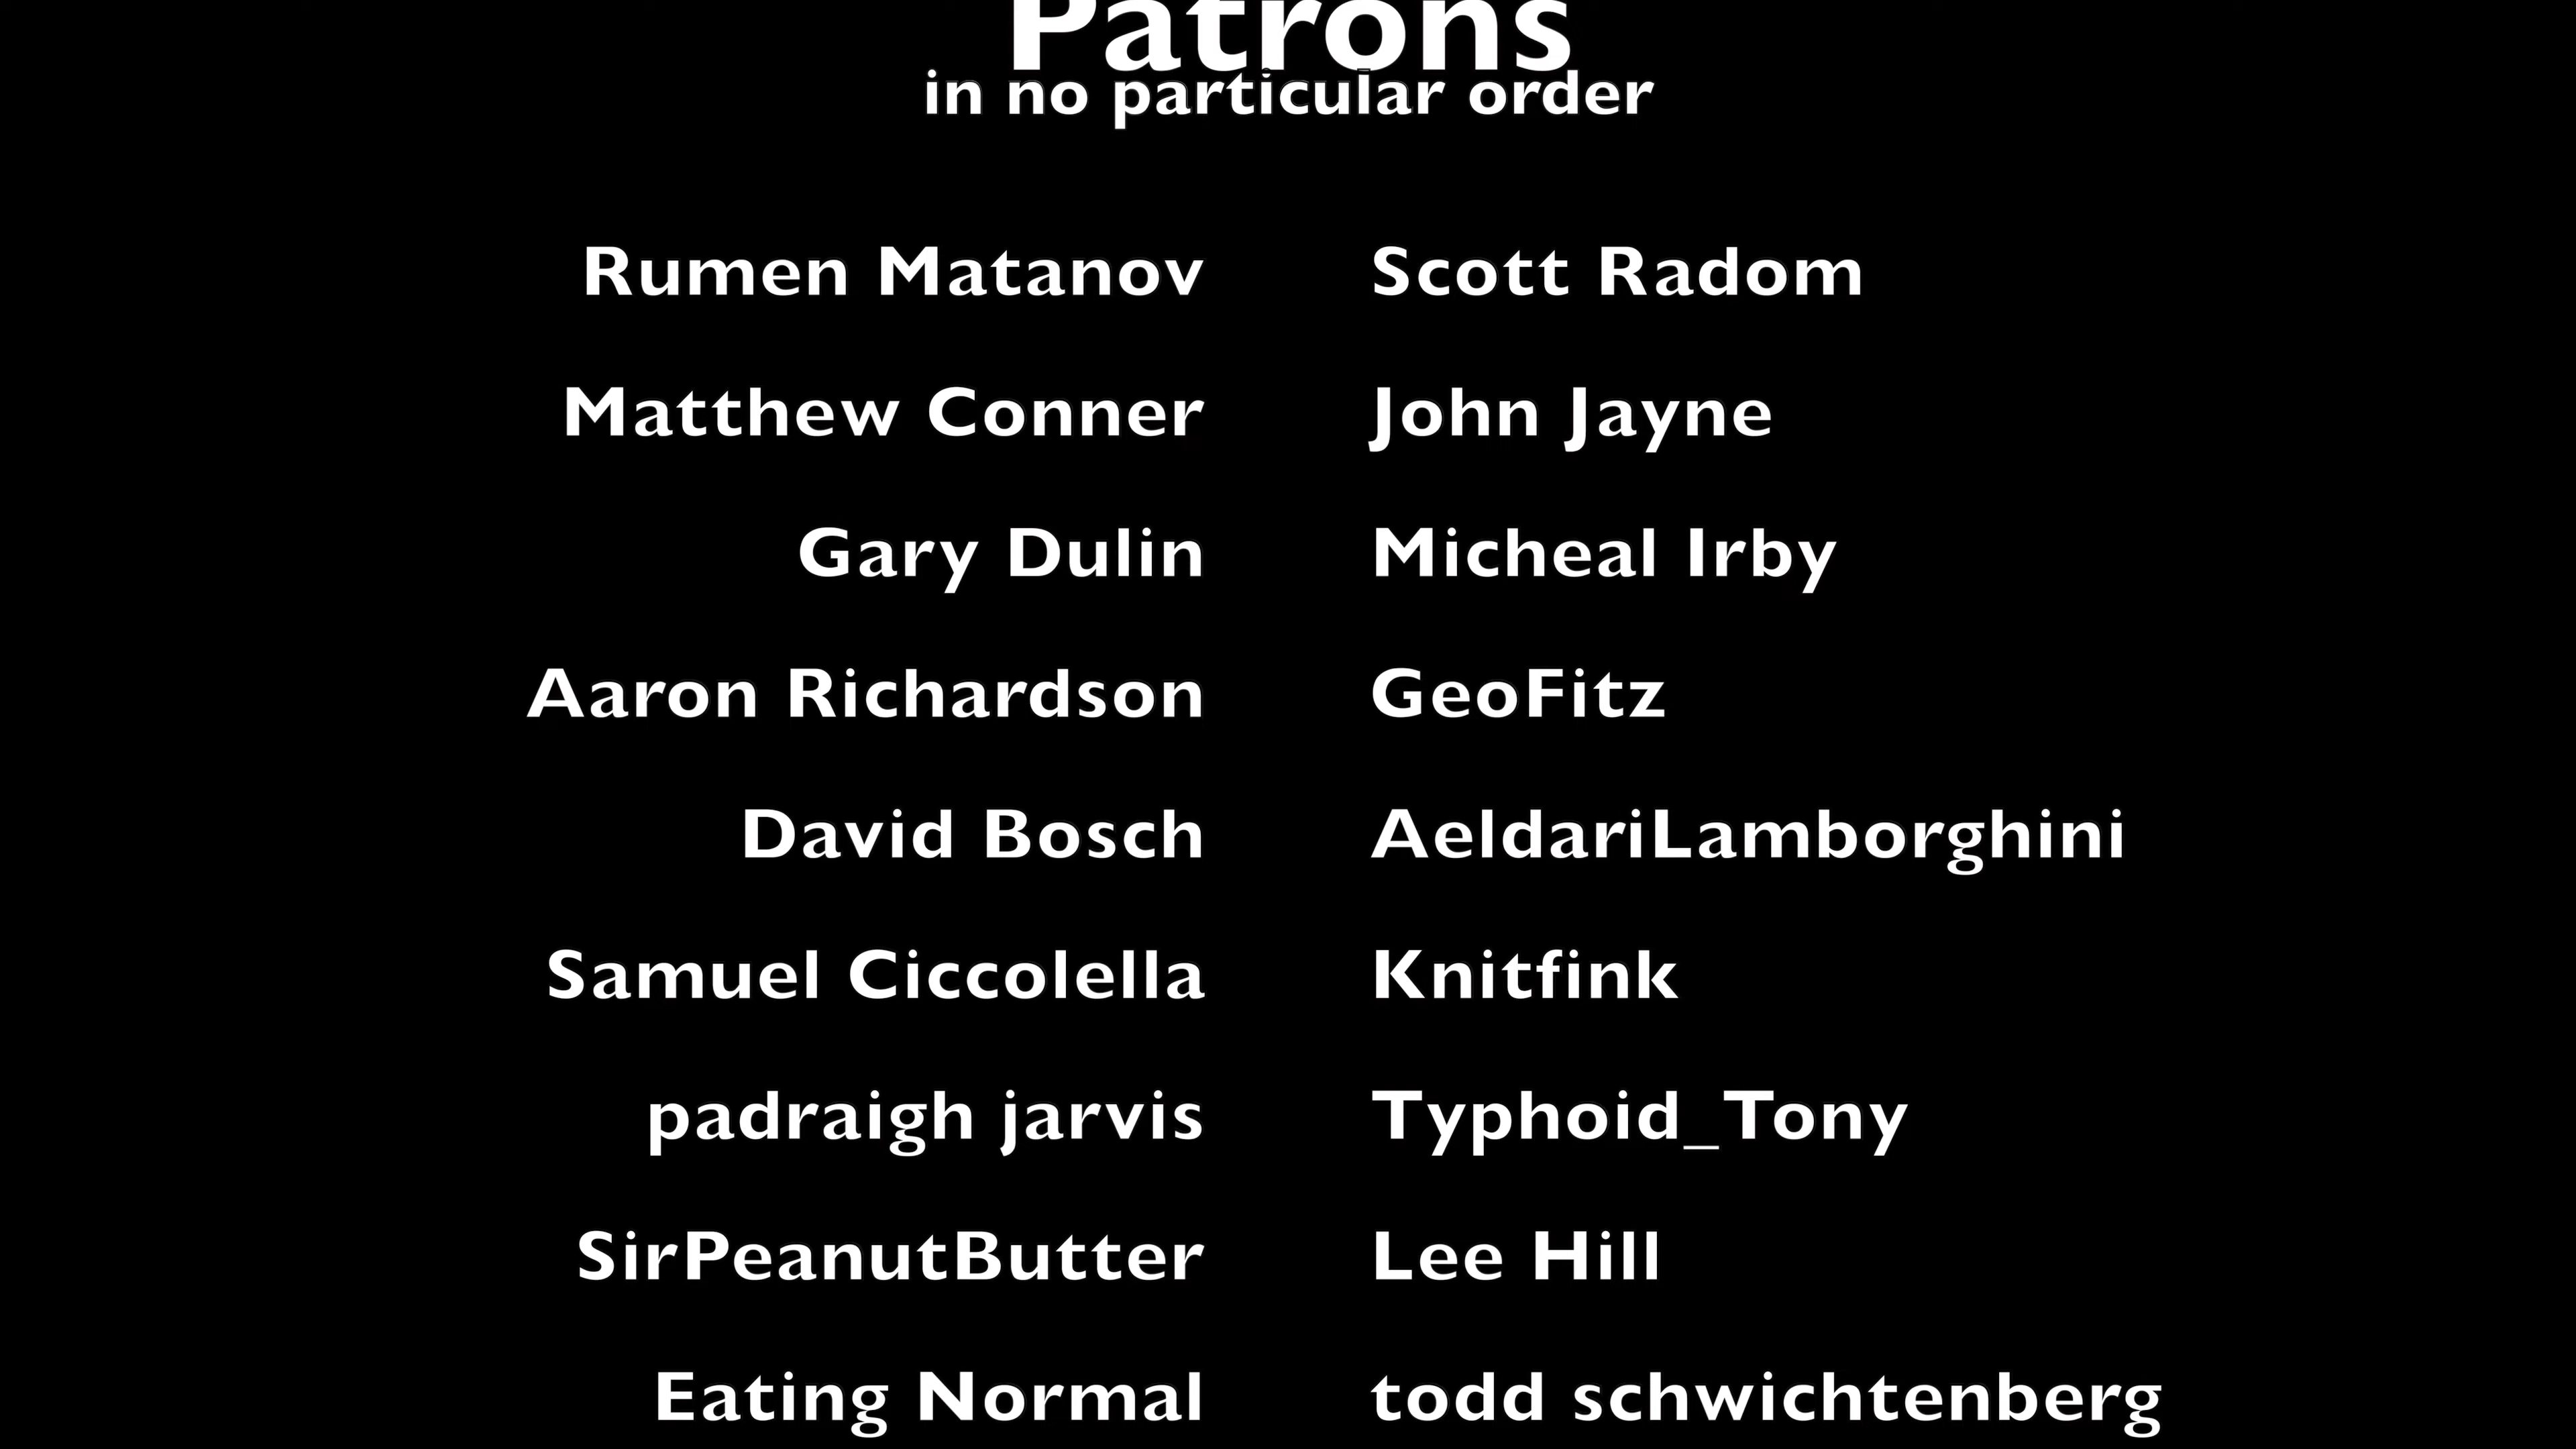 Patrons
in no particular order
Rumen Matanov Scott Radom
Matthew Conner John Jayne
Gary Dulin Micheal Irby
Aaron Richardson GeoFitz
David Bosch AeldariLamborghini
Samuel Ciccolella Knitfink
padraigh jarvis Typhoid_Tony
SirPeanutButter Lee Hill
Eating Normal todd schwichtenberg